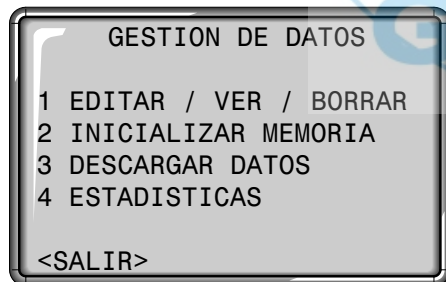 GESTION DE DATOS
1 EDITAR / VER / BORRAR
2 INICIALIZAR MEMORIA
3 DESCARGAR DATOS
4 ESTADISTICAS
<SALIR>